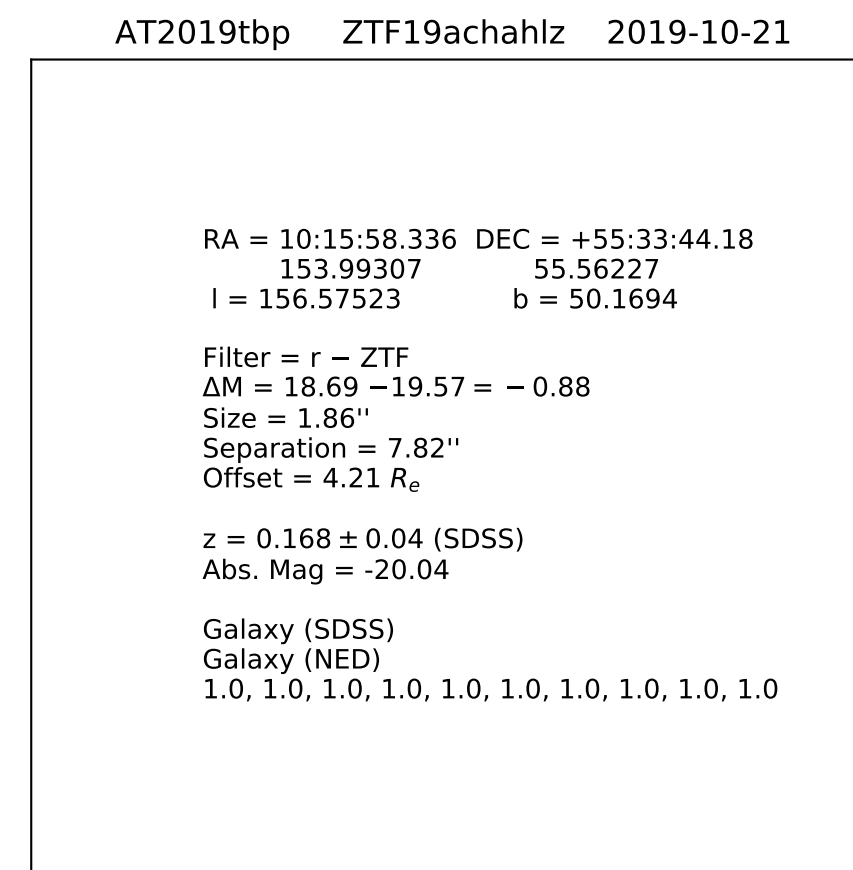 AT2019tbp ZTF19achahlz 2019-10-21
RA = 10:15:58.336 DEC = +55:33:44.18
153.99307 55.56227
l = 156.57523 b = 50.1694
Filter = r − ZTF
ΔM = 18.69 −19.57 = − 0.88
Size = 1.86''
Separation = 7.82''
Offset = 4.21 Rₑ
z = 0.168 ± 0.04 (SDSS)
Abs. Mag = -20.04
Galaxy (SDSS)
Galaxy (NED)
1.0, 1.0, 1.0, 1.0, 1.0, 1.0, 1.0, 1.0, 1.0, 1.0